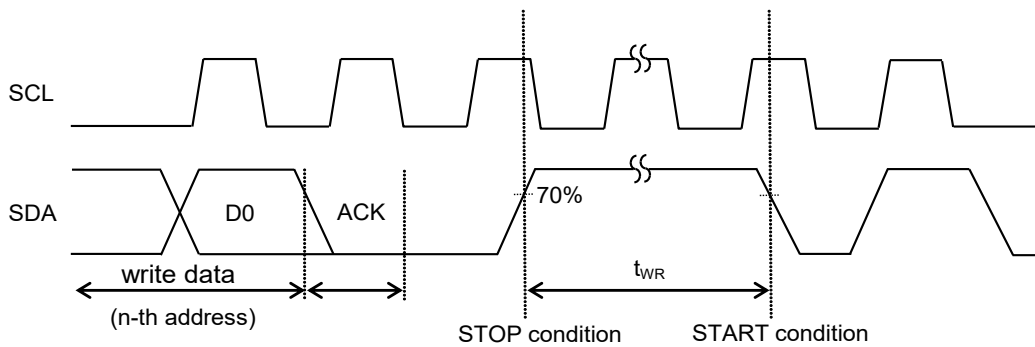 SCL
SDA
D0
ACK
70%
write data
(n-th address)
tWR
STOP condition
START condition